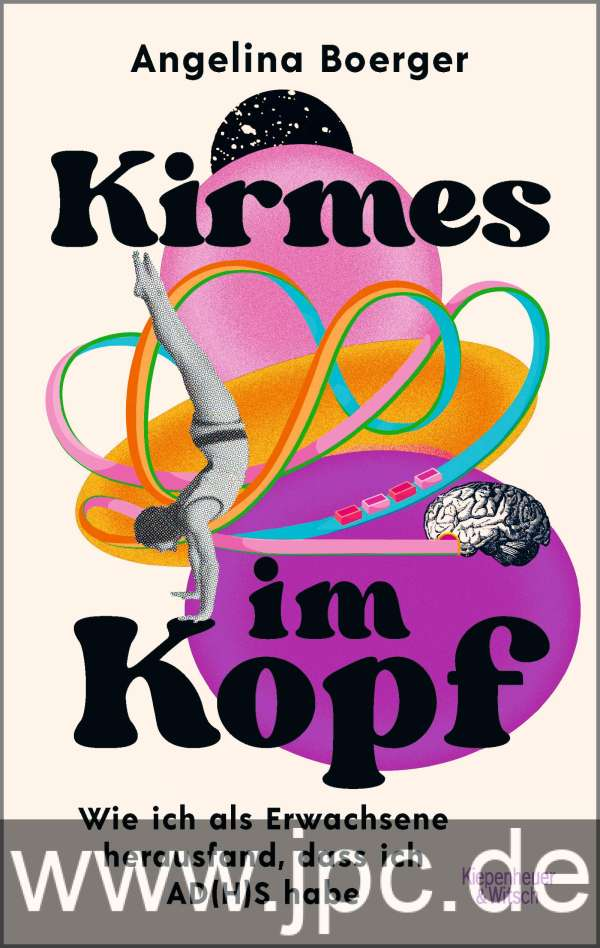 Angelina Boerger
Kirmes
im
Kopf
Wie ich als Erwachsene
herausfand, dass ich
AD(H)S habe
Kiepenheuer
& Witsch
www.jpc.de